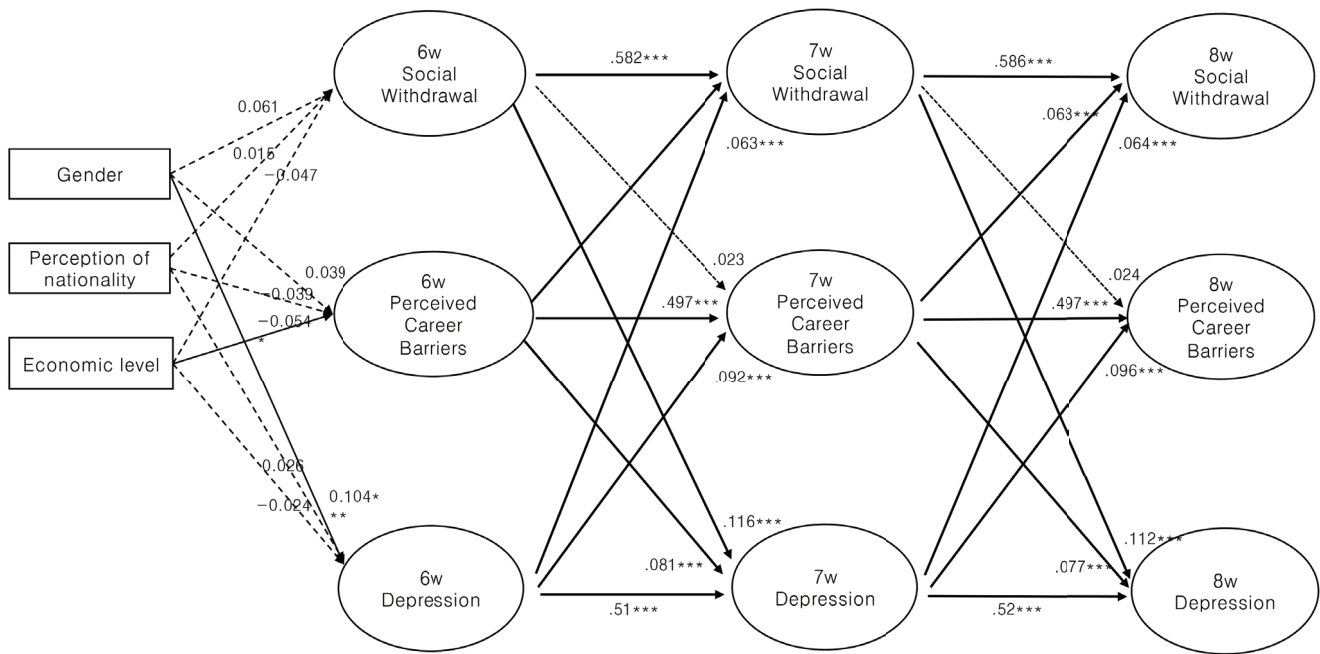 6w
Social
Withdrawal
7w
Social
Withdrawal
8w
Social
Withdrawal
.582***
.586***
0.061
0.015
−0.047
.063***
.063***
.064***
Gender
Perception of
nationality
Economic level
0.039
−0.039
−0.054
*
.023
.024
6w
Perceived
Career
Barriers
.497***
7w
Perceived
Career
Barriers
.497***
8w
Perceived
Career
Barriers
.092***
.096***
0.026
−0.024
0.104*
**
.116***
.112***
.081***
.077***
6w
Depression
.51***
7w
Depression
.52***
8w
Depression